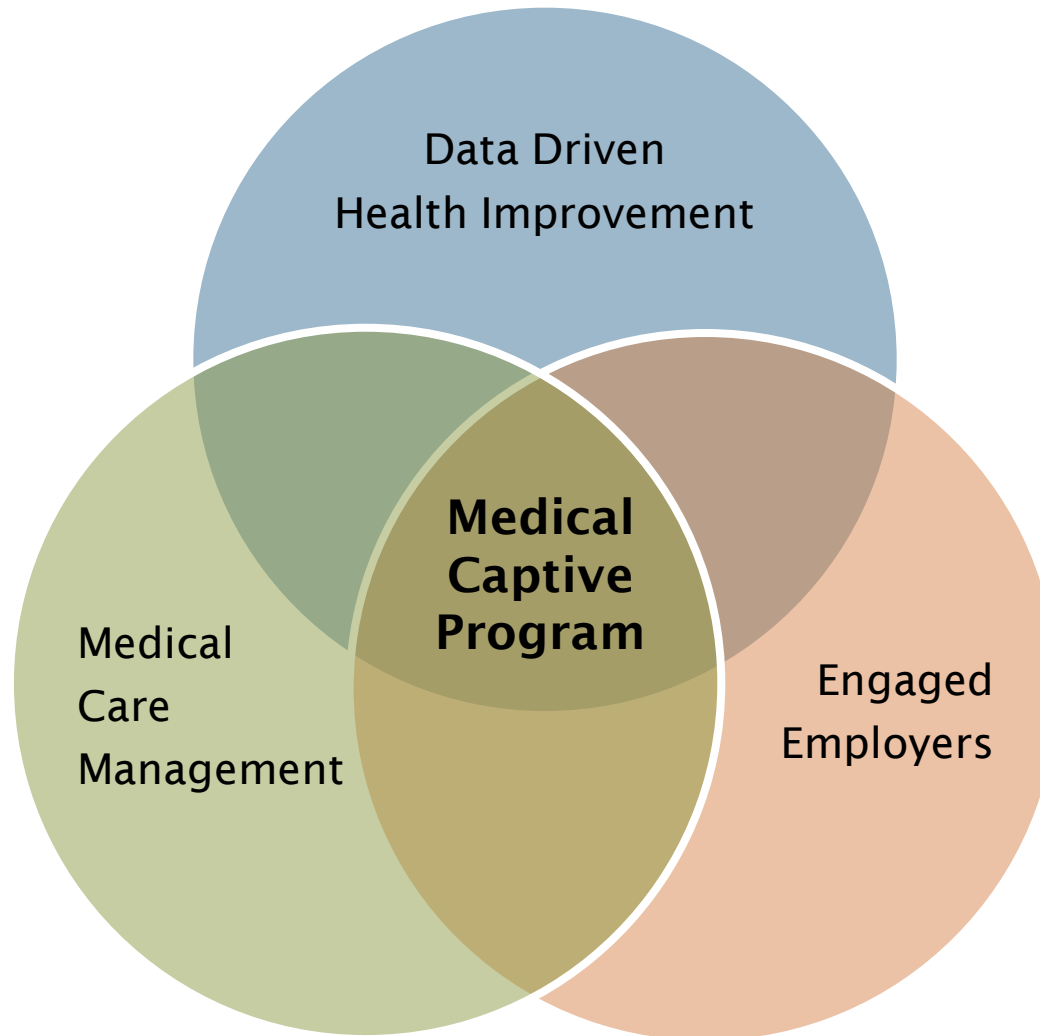 Data Driven
Health Improvement
Medical
Captive
Program
Medical
Care
Management
Engaged
Employers